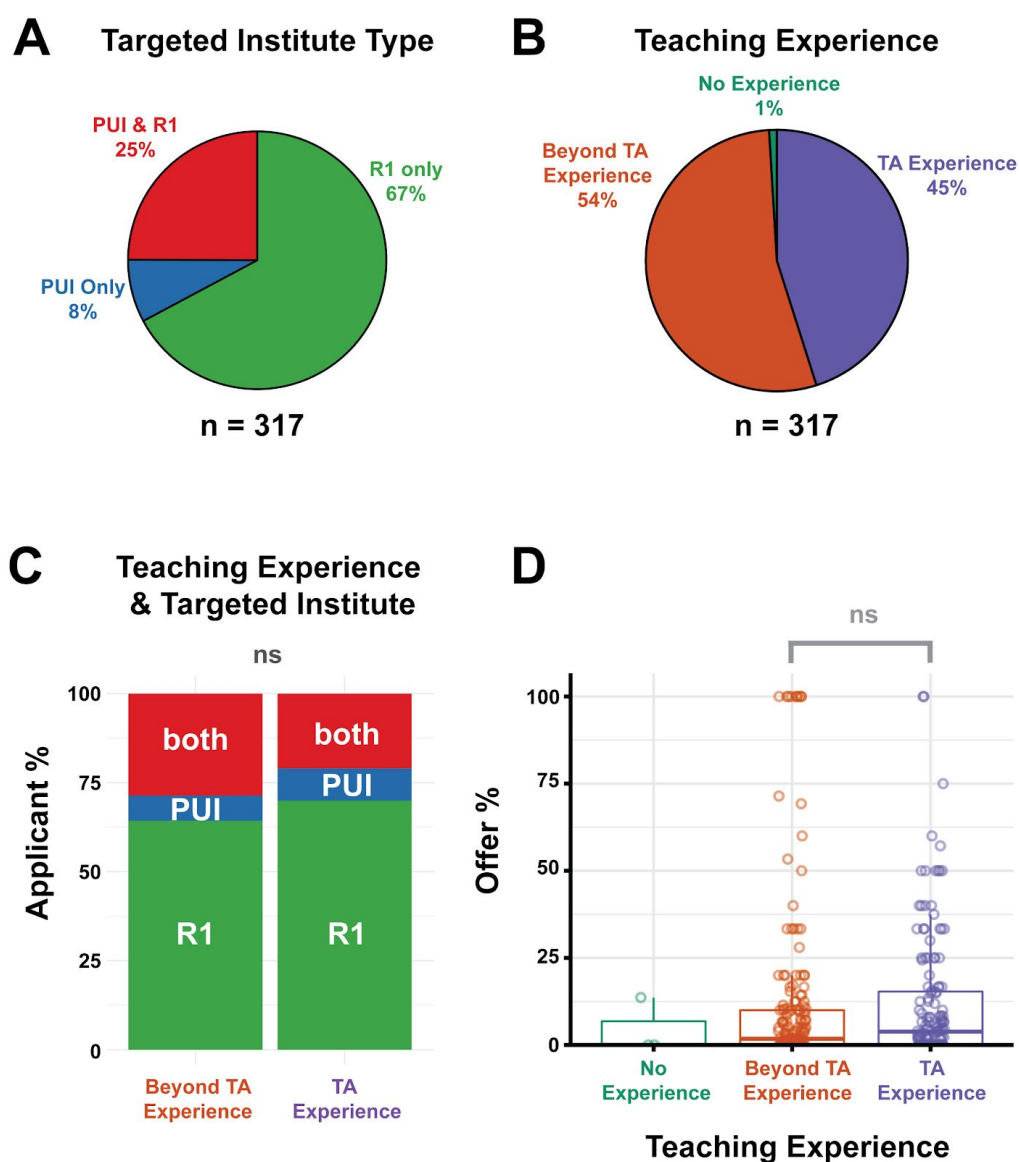 A
Targeted Institute Type
PUI & R1
25%
R1 only
67%
PUI Only
8%
n = 317
B
Teaching Experience
No Experience
1%
Beyond TA
Experience
54%
TA Experience
45%
n = 317
C
Teaching Experience
& Targeted Institute
ns
Applicant %
100
75
50
25
0
both
PUI
R1
both
PUI
R1
Beyond TA
Experience
TA
Experience
D
ns
Offer %
100
75
50
25
0
No
Experience
Beyond TA
Experience
TA
Experience
Teaching Experience